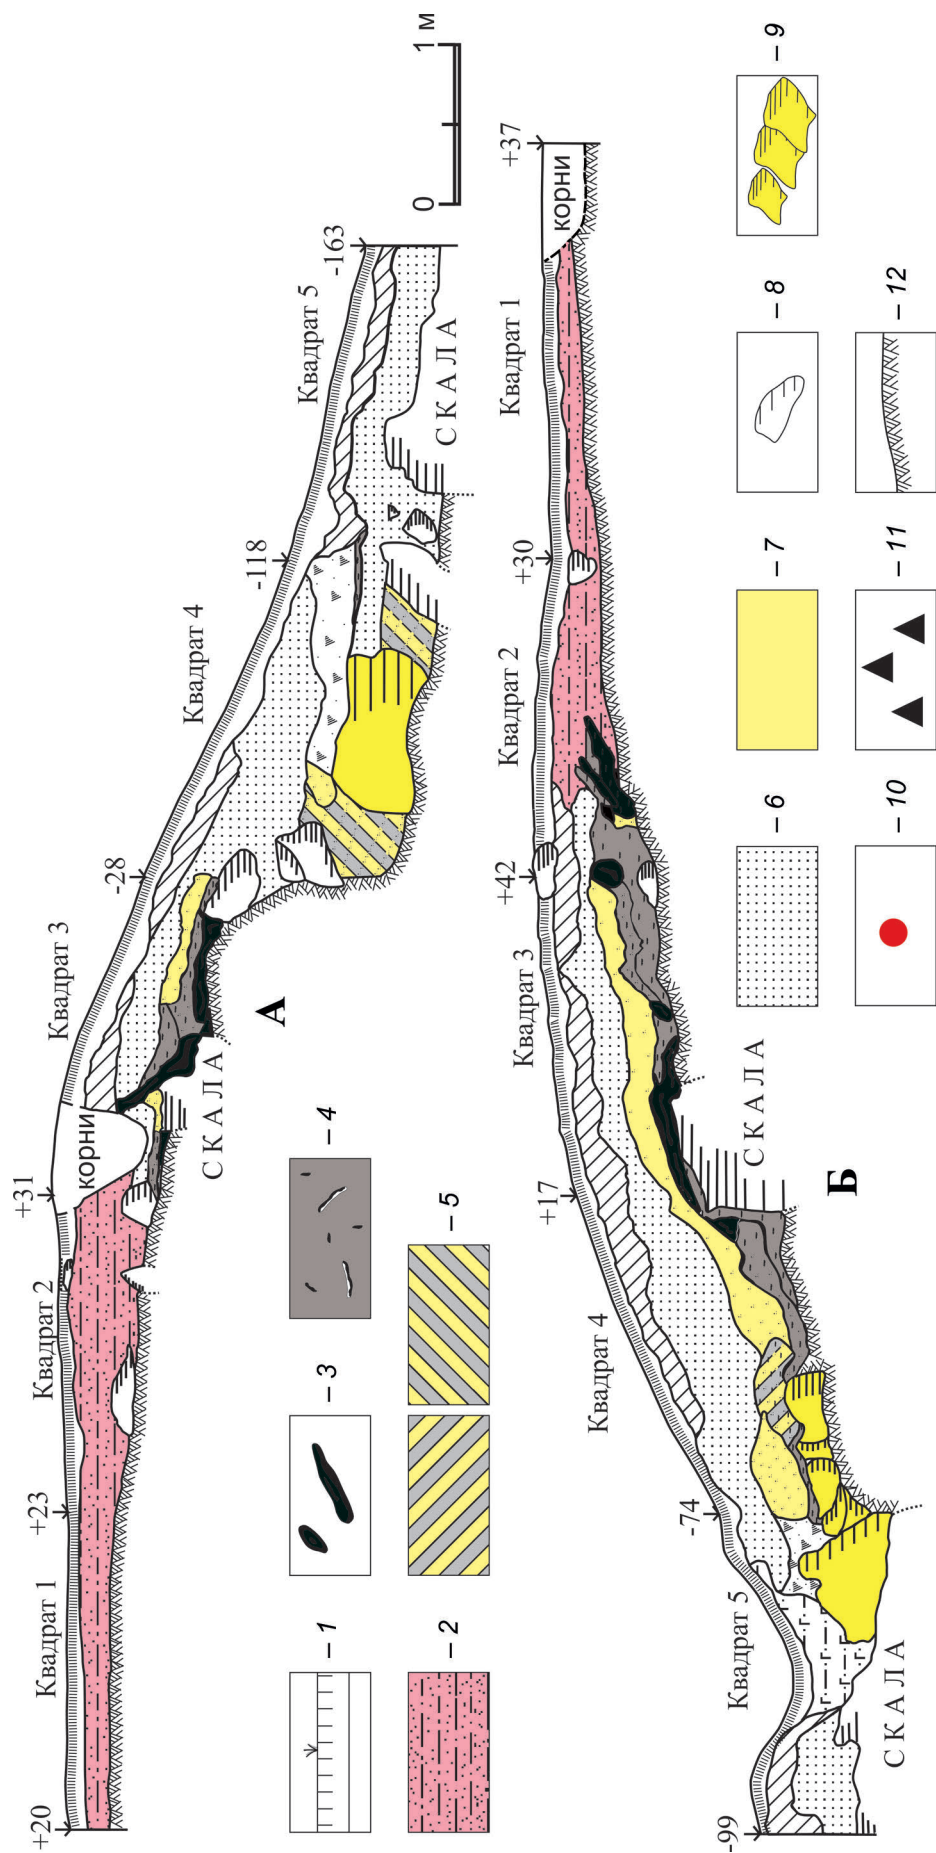 +20
Квадрат 1
+23
Квадрат 2
+31
Квадрат 3
-28
Квадрат 4
-118
Квадрат 5
-163
корни
СКАЛА
СКАЛА
А
0
1 м
-99
Квадрат 5
-74
Квадрат 4
+17
Квадрат 3
+42
Квадрат 2
+30
Квадрат 1
+37
корни
СКАЛА
СКАЛА
Б
– 1
– 2
– 3
– 4
– 5
– 6
– 7
– 8
– 9
– 10
– 11
– 12